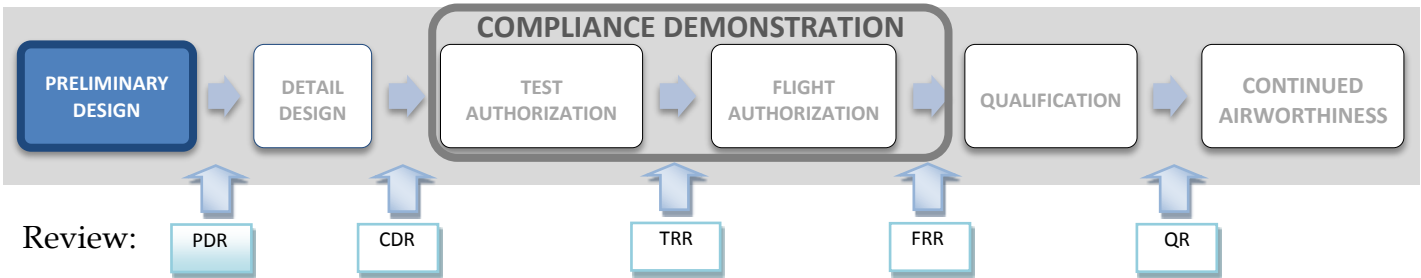 COMPLIANCE DEMONSTRATION
PRELIMINARY
DESIGN
DETAIL
DESIGN
TEST
AUTHORIZATION
FLIGHT
AUTHORIZATION
QUALIFICATION
CONTINUED
AIRWORTHINESS
Review:
PDR
CDR
TRR
FRR
QR